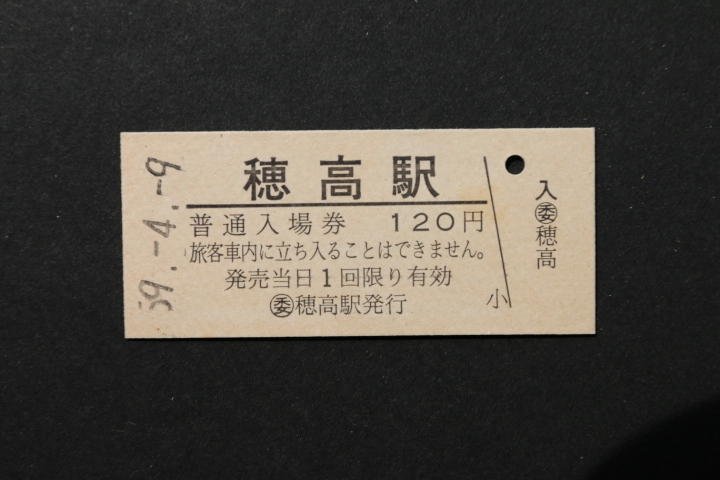 59.-4.-9
穂高駅
普通入場券 120円
旅客車内に立ち入ることはできません。
発売当日1回限り有効
�
委
穂高駅発行
小
入
委
穂高